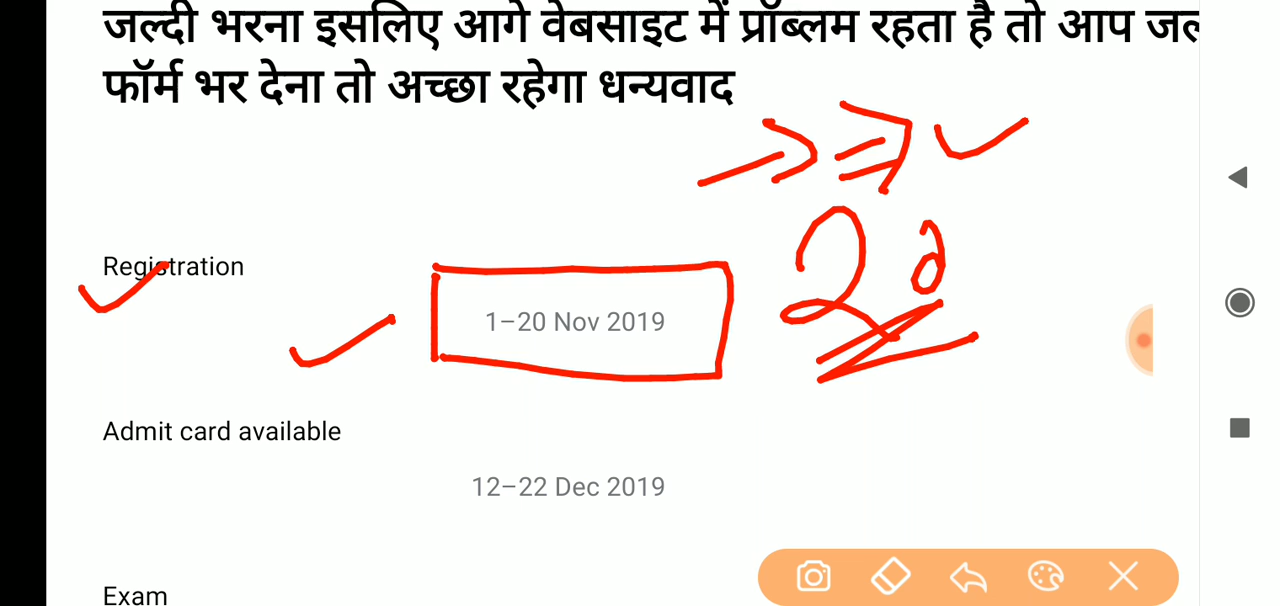 जल्दी भरना इसलिए आगे वेबसाइट में प्रॉब्लम रहता है तो आप
फॉर्म भर देना तो अच्छा रहेगा धन्यवाद
Registration
1–20 Nov 2019
Admit card available
12–22 Dec 2019
Exam